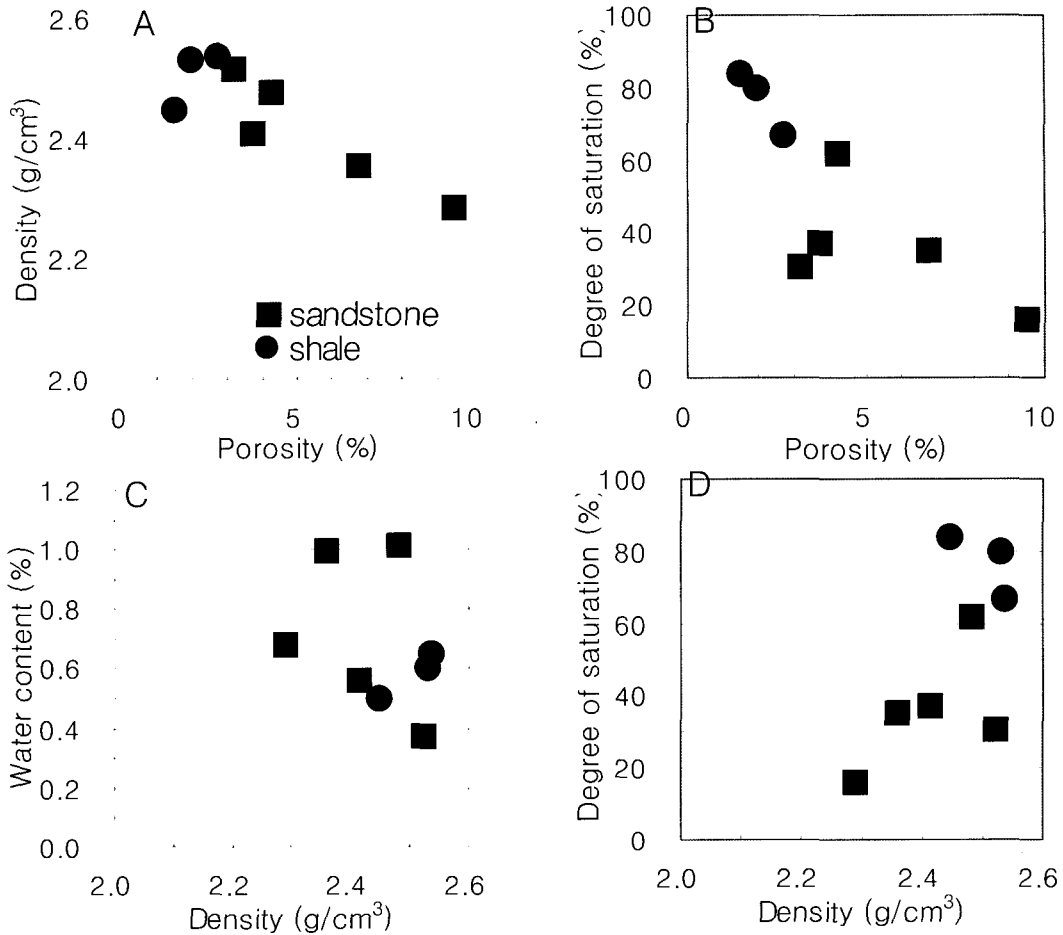 A
Density (g/cm³)
2.6
2.4
2.2
2.0
sandstone
shale
0
5
10
Porosity (%)
B
Degree of saturation (%)
100
80
60
40
20
0
0
5
10
Porosity (%)
C
Water content (%)
1.2
1.0
0.8
0.6
0.4
0.2
0.0
2.0
2.2
2.4
2.6
Density (g/cm³)
D
Degree of saturation (%)
100
80
60
40
20
0
2.0
2.2
2.4
2.6
Density (g/cm³)